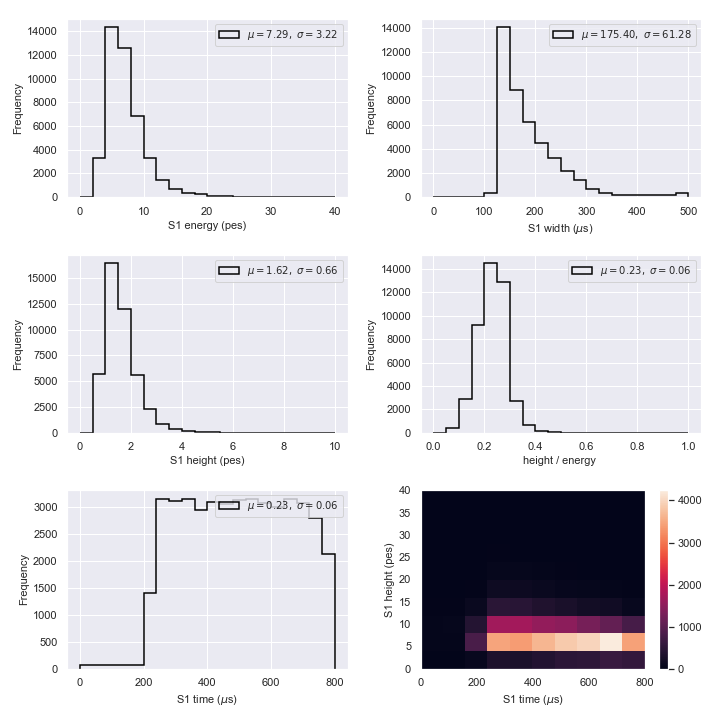 14000
12000
10000
8000
6000
4000
2000
0
Frequency
μ = 7.29, σ = 3.22
0 10 20 30 40
S1 energy (pes)
14000
12000
10000
8000
6000
4000
2000
0
Frequency
μ = 175.40, σ = 61.28
0 100 200 300 400 500
S1 width (μs)
15000
12500
10000
7500
5000
2500
0
Frequency
μ = 1.62, σ = 0.66
0 2 4 6 8 10
S1 height (pes)
14000
12000
10000
8000
6000
4000
2000
0
Frequency
μ = 0.23, σ = 0.06
0.0 0.2 0.4 0.6 0.8 1.0
height / energy
3000
2500
2000
1500
1000
500
0
Frequency
μ = 0.23, σ = 0.06
0 200 400 600 800
S1 time (μs)
40
35
30
25
20
15
10
5
0
S1 height (pes)
0 200 400 600 800
S1 time (μs)
4000
3000
2000
1000
0